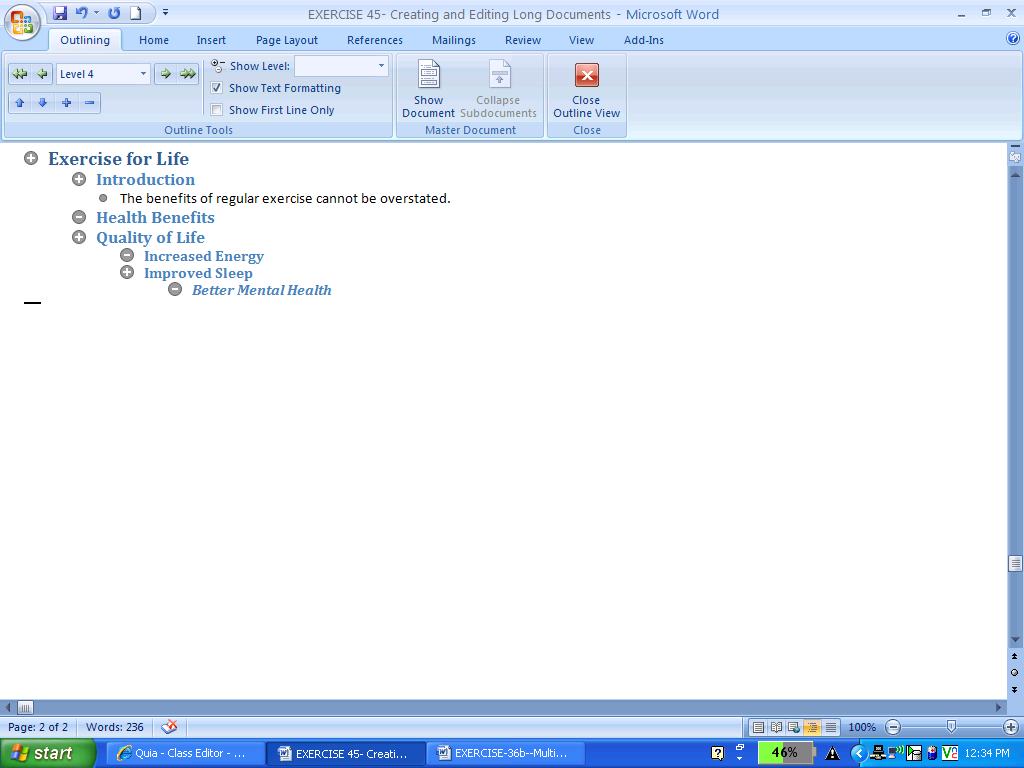 EXERCISE 45- Creating and Editing Long Documents - Microsoft Word
Outlining Home Insert Page Layout References Mailings Review View Add-Ins
Level 4
Show Level:
Show Text Formatting
Show First Line Only
Outline Tools
Show Document
Collapse Subdocuments
Master Document
Close Outline View
Close
Exercise for Life
Introduction
The benefits of regular exercise cannot be overstated.
Health Benefits
Quality of Life
Increased Energy
Improved Sleep
Better Mental Health
Page: 2 of 2 Words: 236 100%
start Quia - Class Editor - ... EXERCISE 45- Creati... EXERCISE-36b--Multi... 46% 12:34 PM